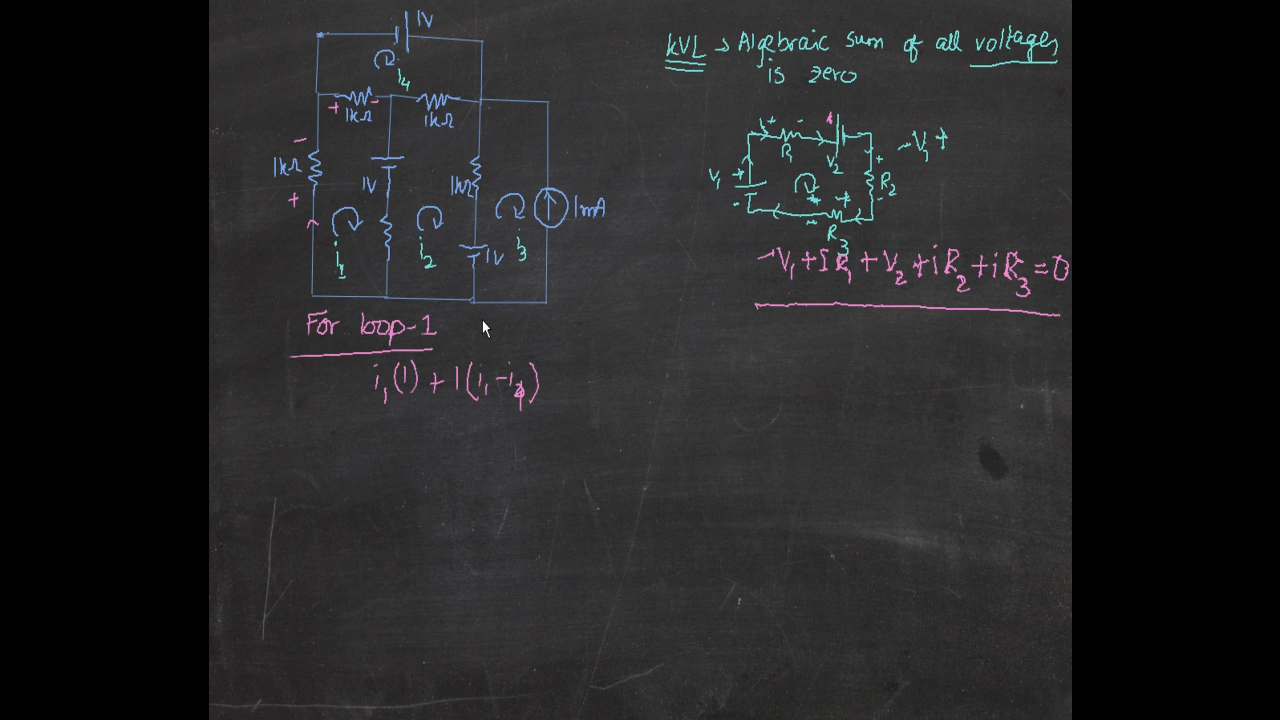 1V
i4
1kΩ
1kΩ
1kΩ
1V
1kΩ
1mA
i1
i2
i3
1V
For loop-1
i1(1) + 1(i1 - i4)
KVL → Algebraic sum of all voltages
is zero
R1
V2
- V1 +
V1
R2
R3
-V1 + IR1 + V2 + iR2 + iR3 = 0